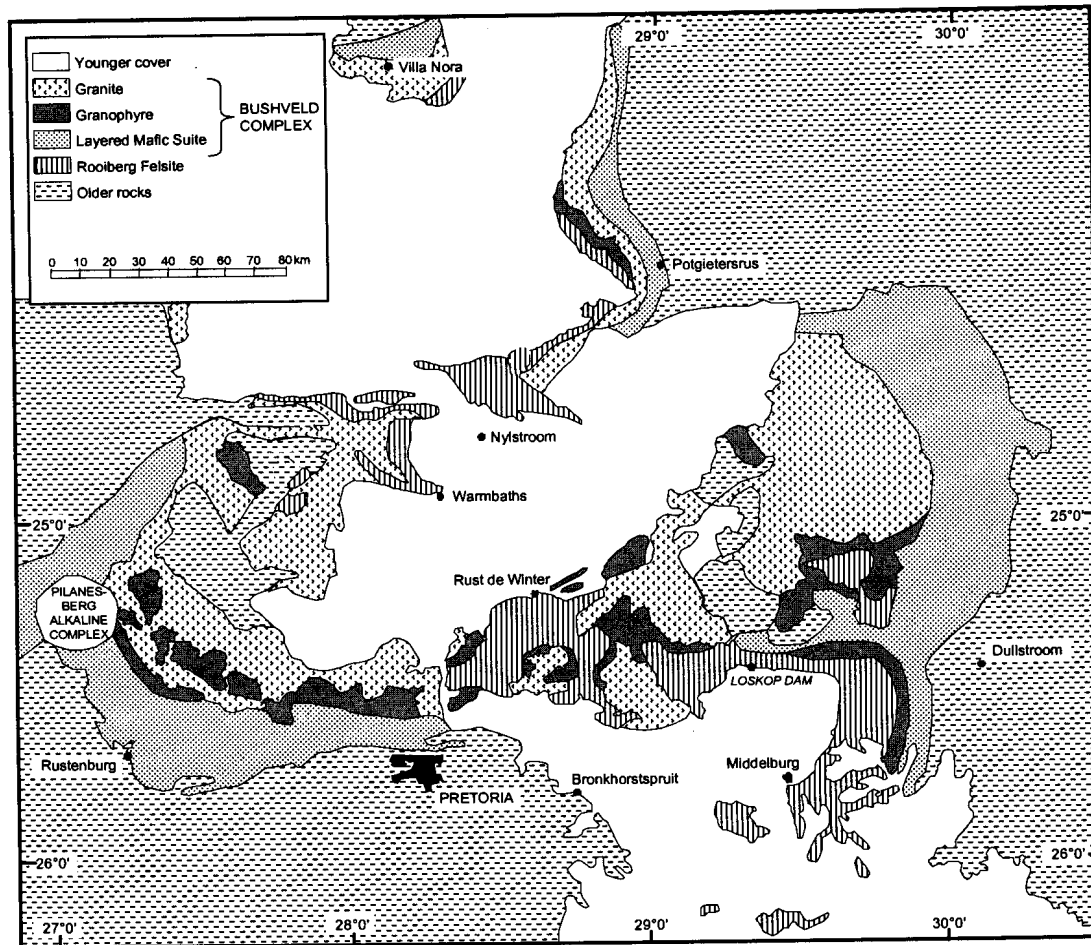 29°0'
30°0'
Younger cover
Granite
Granophyre
Layered Mafic Suite
Rooiberg Felsite
Older rocks
BUSHVELD
COMPLEX
0 10 20 30 40 50 60 70 80 km
Villa Nora
Potgietersrus
Nylstroom
Warmbaths
25°0'
25°0'
Rust de Winter
PILANES-
BERG
ALKALINE
COMPLEX
Dullstroom
LOSKOP DAM
Rustenburg
Middelburg
Bronkhorstspruit
PRETORIA
26°0'
26°0'
27°0'
28°0'
29°0'
30°0'